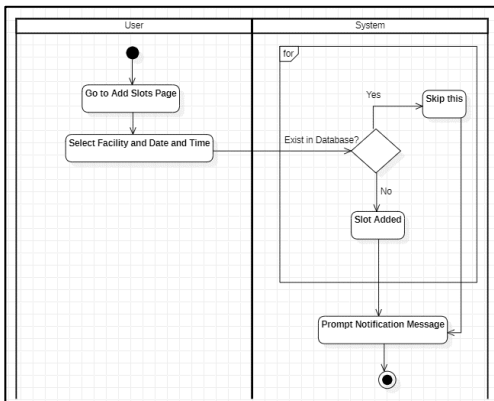 User
System
for
Go to Add Slots Page
Yes
Skip this
Select Facility and Date and Time
Exist in Database?
No
Slot Added
Prompt Notification Message